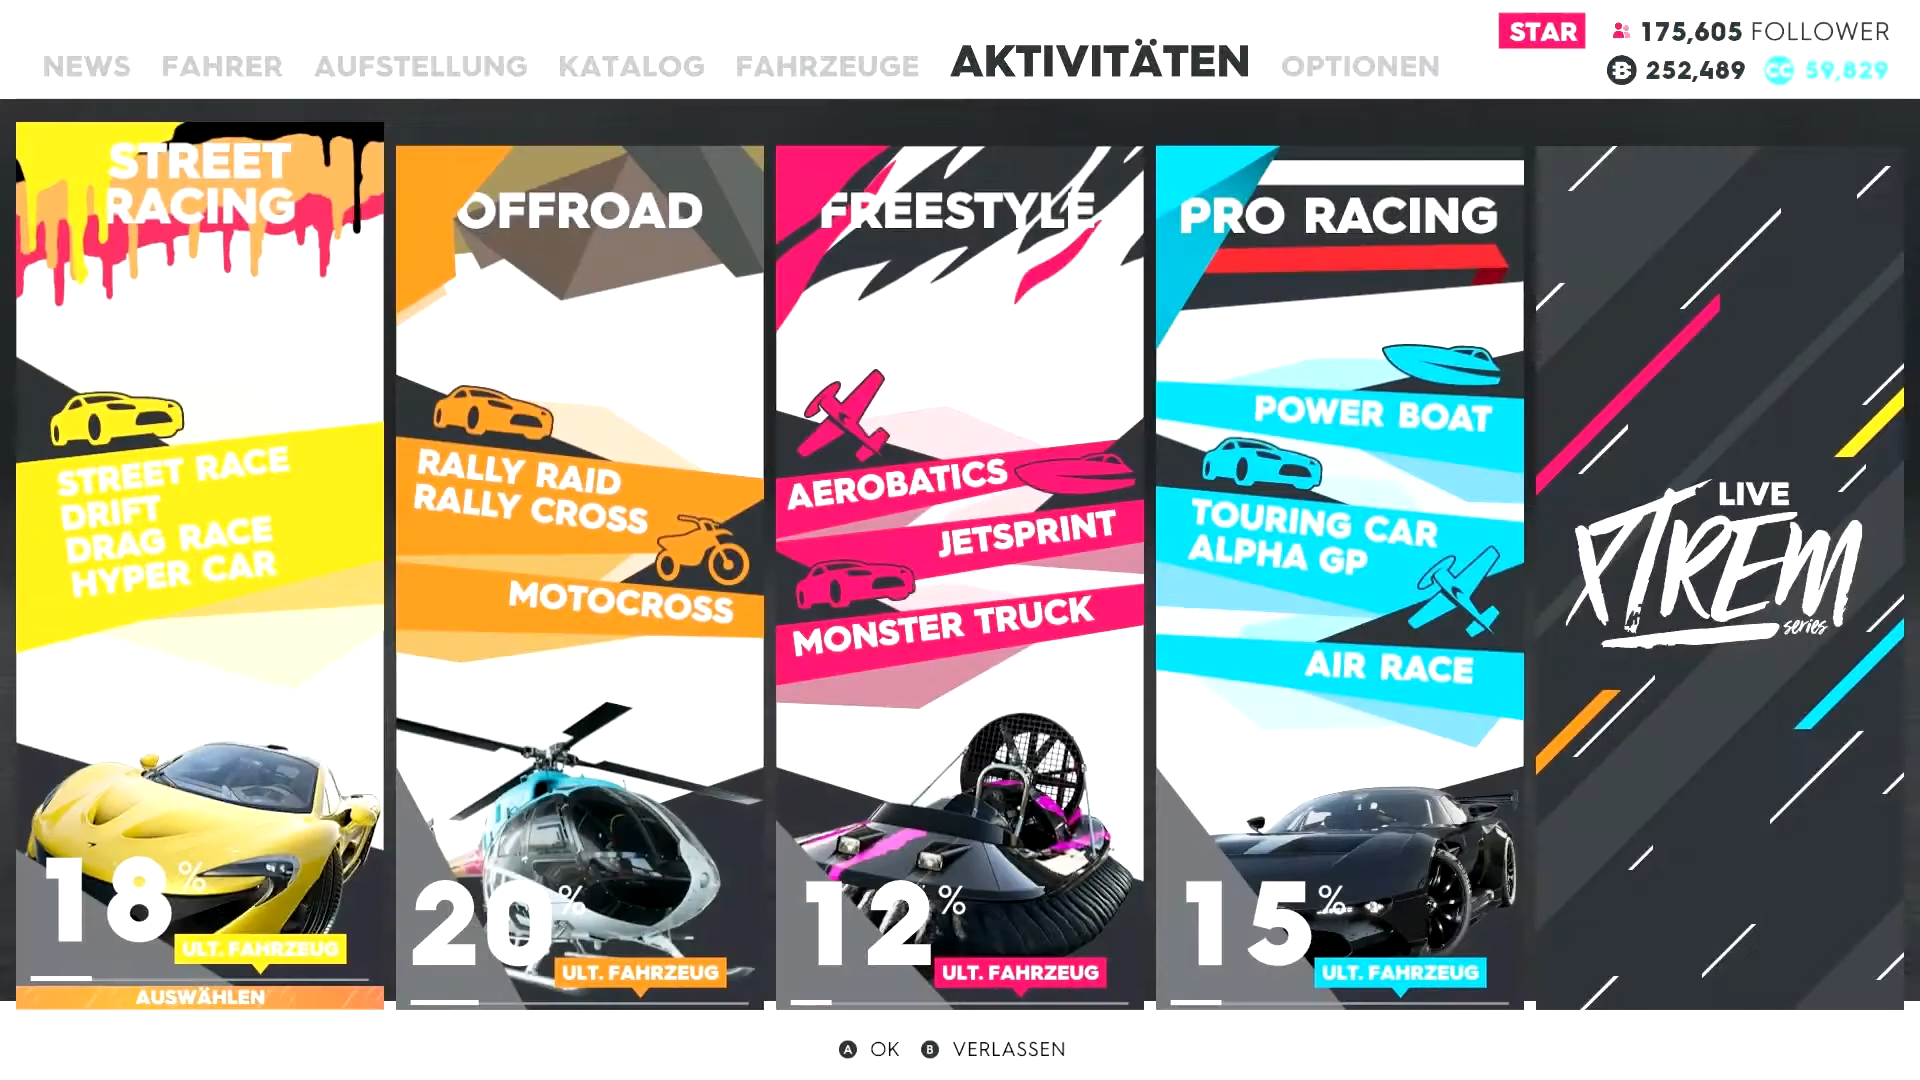 NEWS FAHRER AUFSTELLUNG KATALOG FAHRZEUGE AKTIVITÄTEN OPTIONEN
STAR 175,605 FOLLOWER
252,489 CC 59,829
STREET
RACING
STREET RACE
DRIFT
DRAG RACE
HYPER CAR
18%
ULT. FAHRZEUG
AUSWÄHLEN
OFFROAD
RALLY RAID
RALLY CROSS
MOTOCROSS
20%
ULT. FAHRZEUG
FREESTYLE
AEROBATICS
JETSPRINT
MONSTER TRUCK
12%
ULT. FAHRZEUG
PRO RACING
POWER BOAT
TOURING CAR
ALPHA GP
AIR RACE
15%
ULT. FAHRZEUG
LIVE
XTREM
series
A OK B VERLASSEN